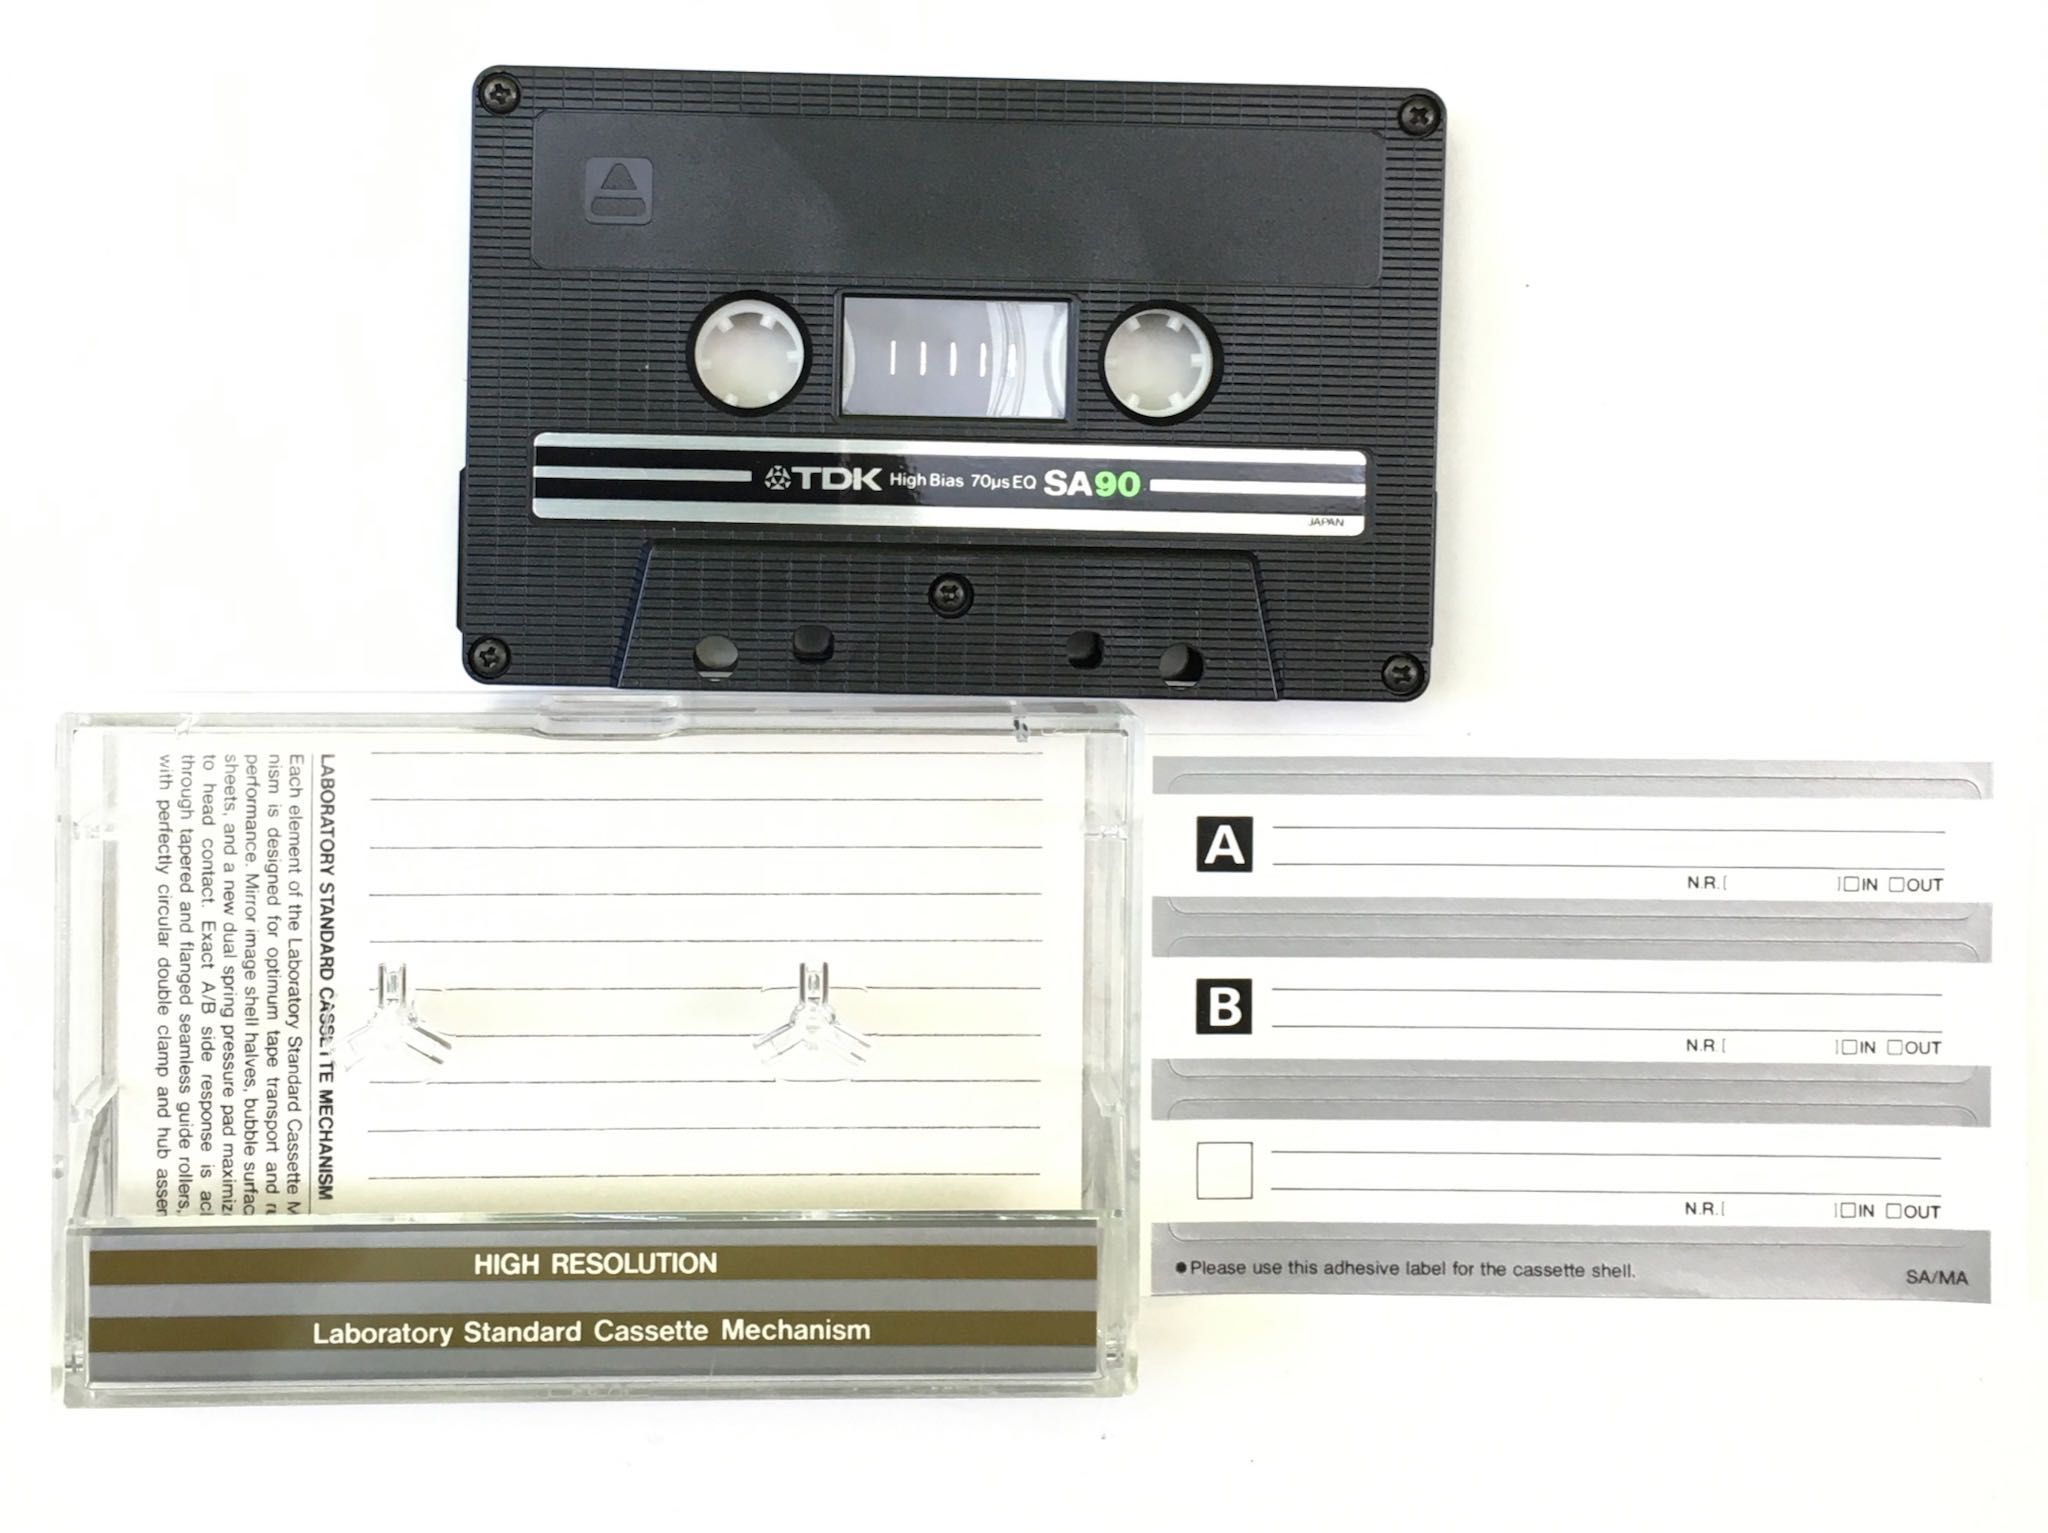 TDK High Bias 70µs EQ SA90
JAPAN
LABORATORY STANDARD CASSETTE MECHANISM
Each element of the Laboratory Standard Cassette
nism is designed for optimum tape transport and
performance. Mirror image shell halves, bubble
sheets, and a new dual spring pressure pad
to head contact. Exact A/B side response is
through tapered and flanged seamless guide rollers,
with perfectly circular double clamp and hub
HIGH RESOLUTION
Laboratory Standard Cassette Mechanism
A
N.R.[ ]☐IN ☐OUT
B
N.R.[ ]☐IN ☐OUT
N.R.[ ]☐IN ☐OUT
●Please use this adhesive label for the cassette shell.
SA/MA